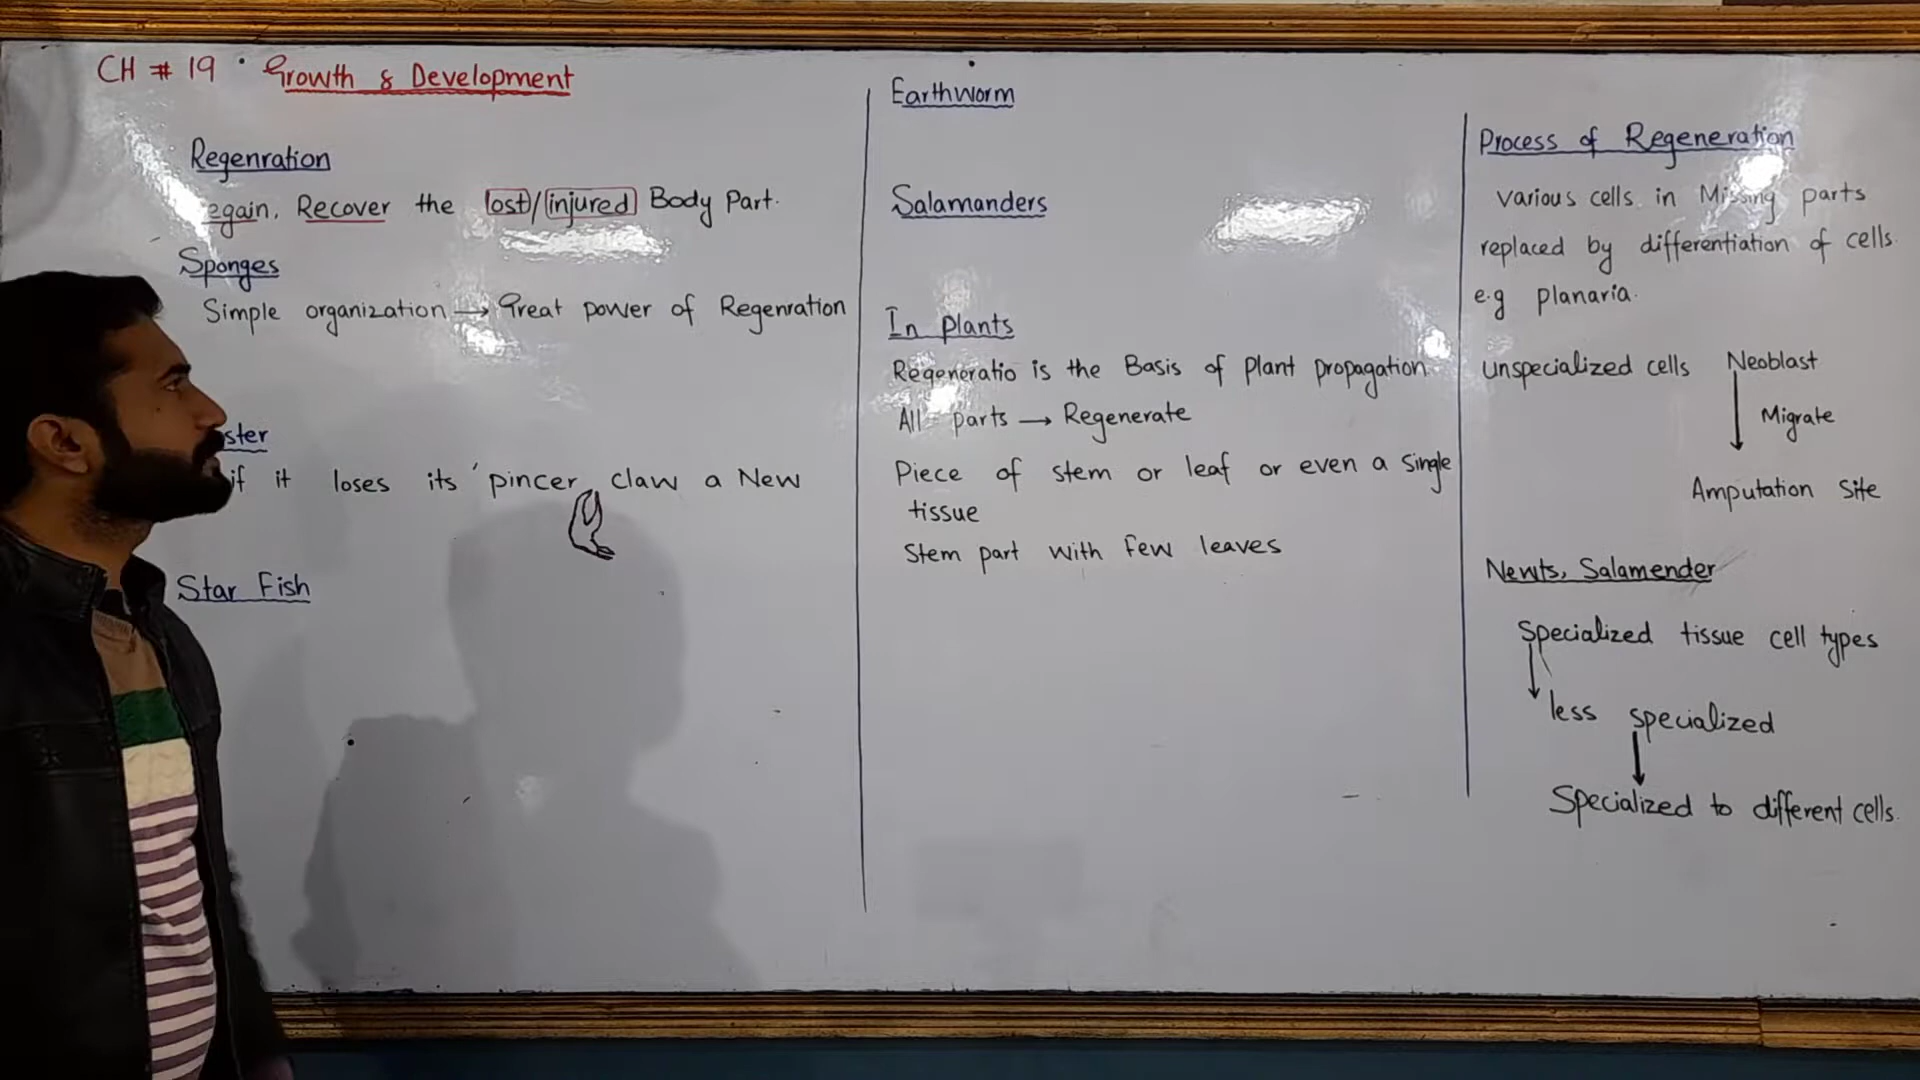 CH # 19 • Growth & Development
Regenration
egain, Recover the lost/injured Body Part.
Sponges
Simple organization → Great power of Regenration
ster
if it loses its 'pincer claw a New
Star Fish
Earthworm
Salamanders
In plants
Regeneratio is the Basis of plant propagation.
All parts → Regenerate
Piece of stem or leaf or even a single
tissue
Stem part with few leaves
Process of Regeneration
various cells in Missing parts
replaced by differentiation of cells.
e.g planaria.
unspecialized cells Neoblast
Migrate
Amputation Site
Newts, Salamender
Specialized tissue cell types
less specialized
Specialized to different cells.